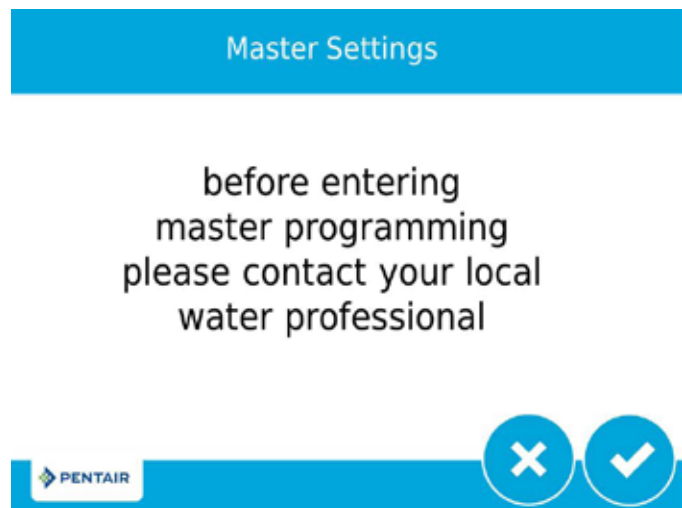 Master Settings
before entering
master programming
please contact your local
water professional
PENTAIR